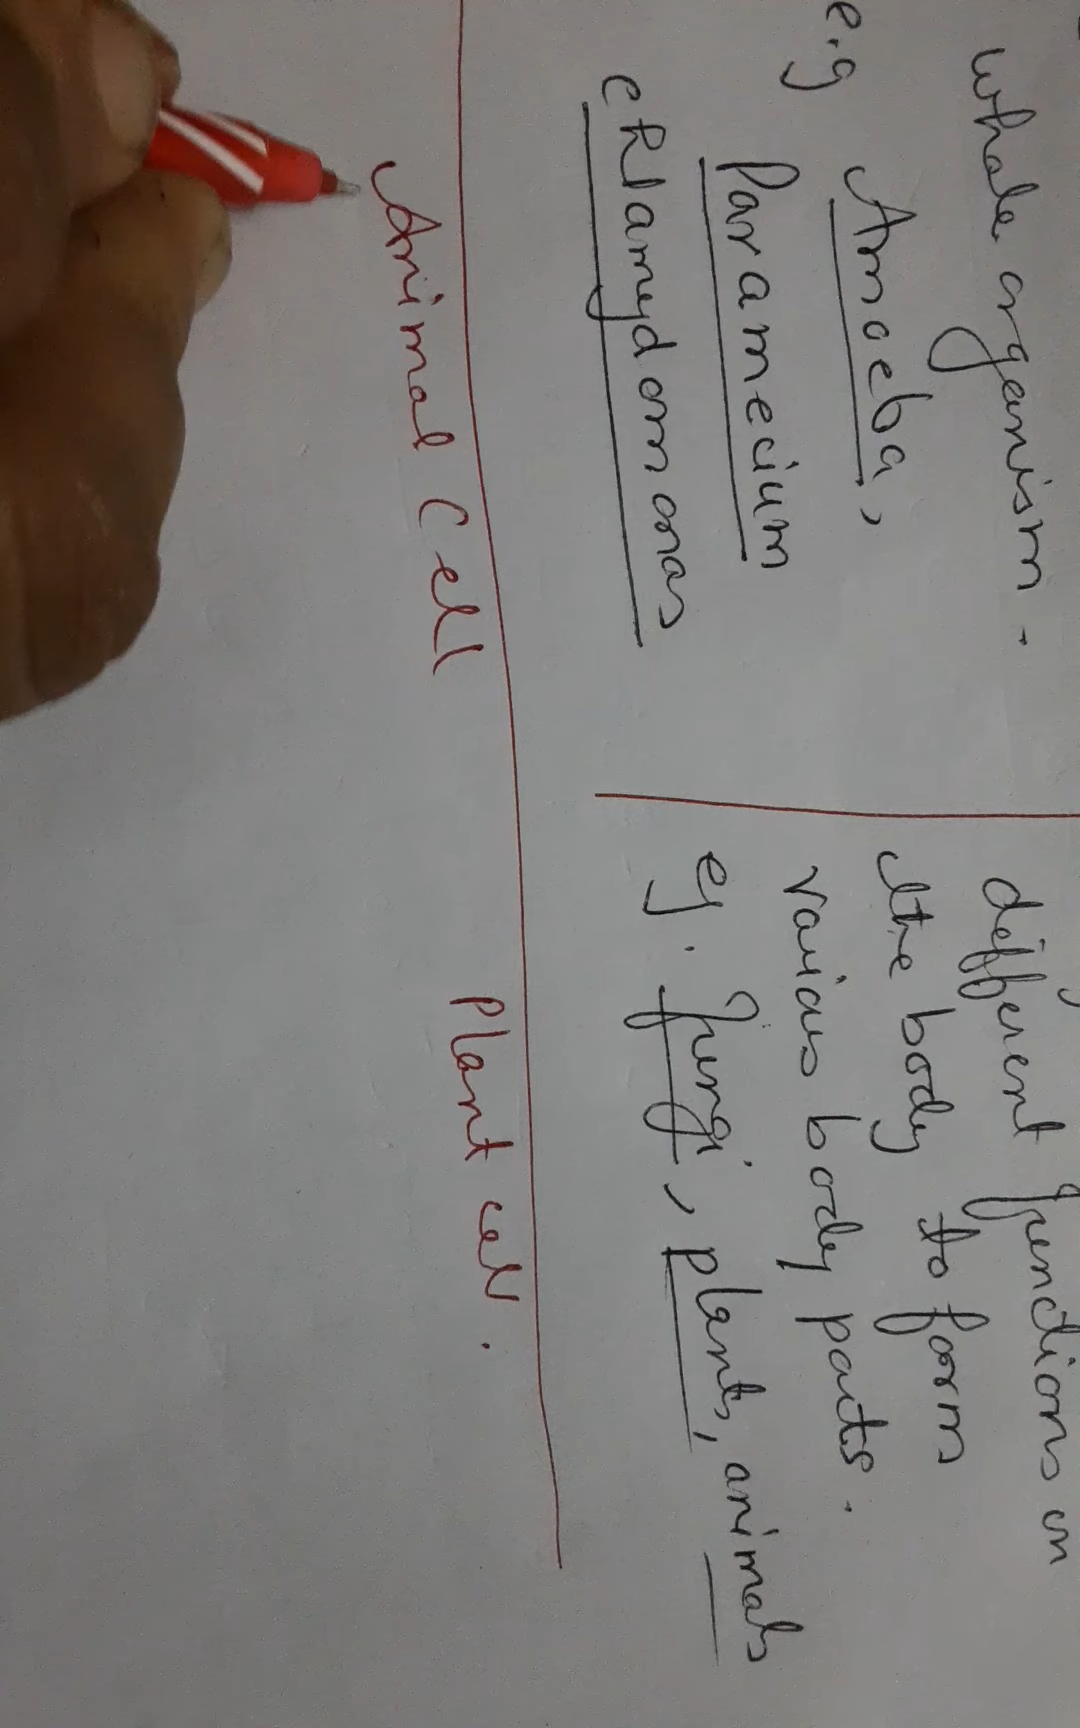 whole organism.
e.g Amoeba,
Paramecium
chlamydomonas
different functions in
the body to form
various body parts.
eg. fungi, plants, animals
Animal Cell
Plant cell.